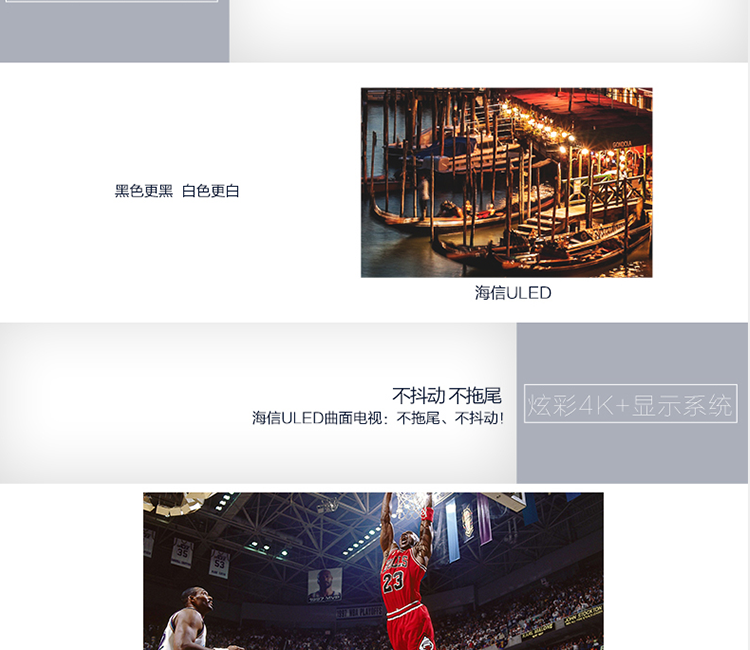 黑色更黑 白色更白
GONDOLA
海信ULED
不抖动 不拖尾
海信ULED曲面电视：不拖尾、不抖动!
炫彩4K+显示系统
35
53
BULLS
23